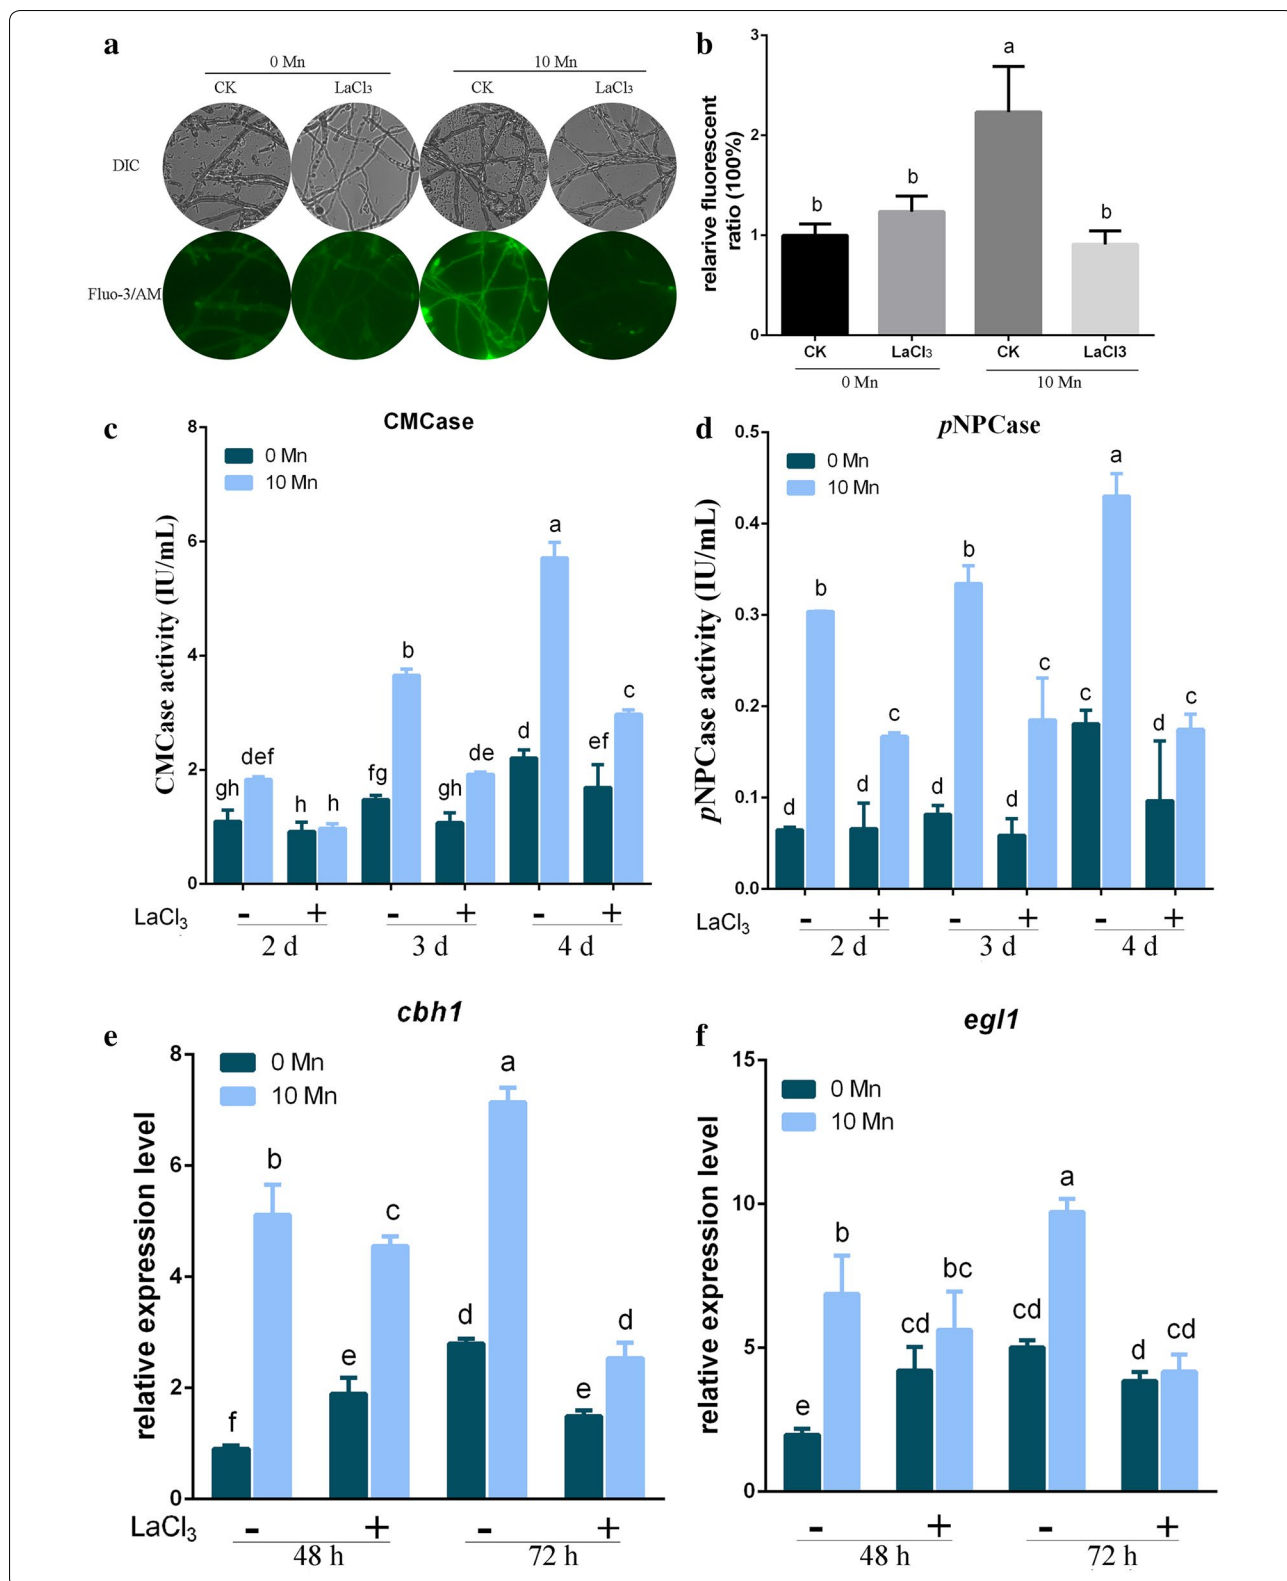 a
0 Mn
10 Mn
CK
LaCl3
CK
LaCl3
DIC
Fluo-3/AM
b
3
2
1
0
relarive fluorescent
ratio (100%)
b
b
a
b
CK
LaCl3
CK
LaCl3
0 Mn
10 Mn
c
CMCase
8
6
4
2
0
CMCase activity (IU/mL)
0 Mn
10 Mn
gh
def
h
h
fg
b
gh
de
d
a
ef
c
LaCl3
-
+
-
+
-
+
2 d
3 d
4 d
d
pNPCase
0.5
0.4
0.3
0.2
0.1
0.0
pNPCase activity (IU/mL)
0 Mn
10 Mn
d
b
d
c
d
b
d
c
c
a
d
c
LaCl3
-
+
-
+
-
+
2 d
3 d
4 d
e
cbh1
8
6
4
2
0
relative expression level
0 Mn
10 Mn
f
b
e
c
d
a
e
d
LaCl3
-
+
-
+
48 h
72 h
f
egl1
15
10
5
0
relative expression level
0 Mn
10 Mn
e
b
cd
bc
cd
a
d
cd
-
+
-
+
48 h
72 h